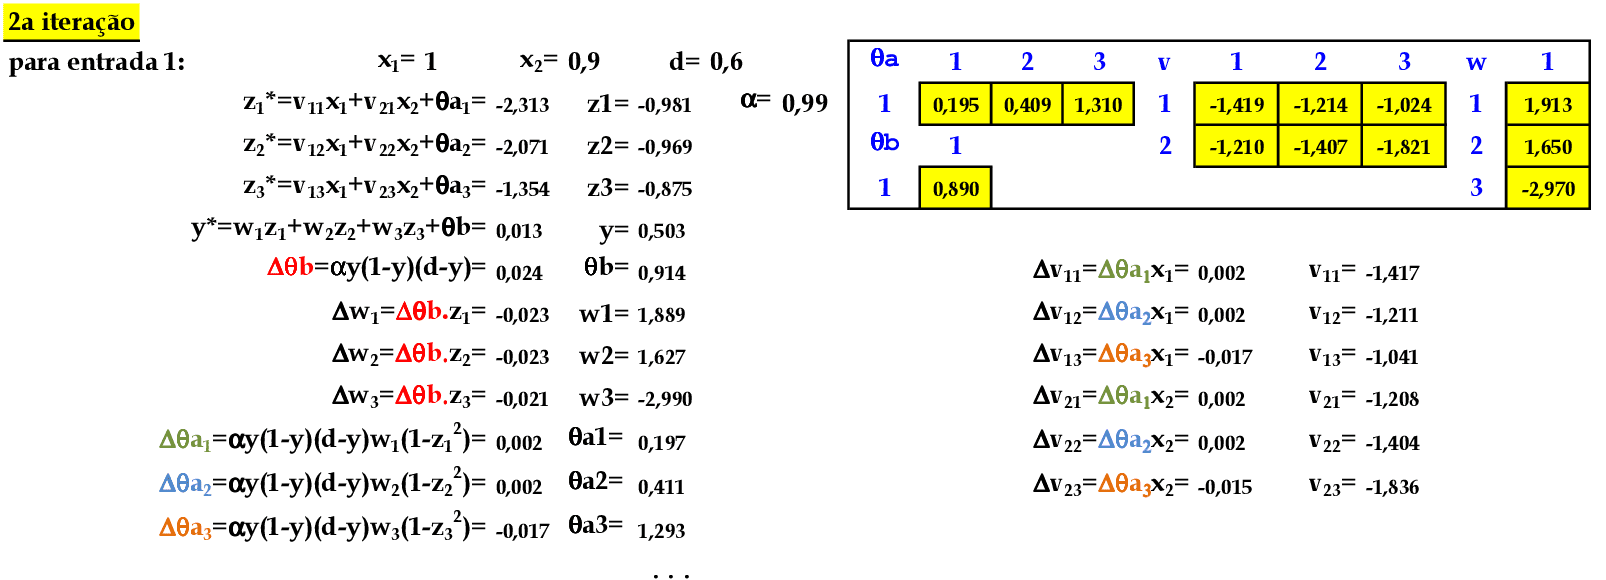 2a iteração
para entrada 1: x₁= 1 x₂= 0,9 d= 0,6
z₁*=v₁₁x₁+v₂₁x₂+θa₁= -2,313 z1= -0,981 α= 0,99
z₂*=v₁₂x₁+v₂₂x₂+θa₂= -2,071 z2= -0,969
z₃*=v₁₃x₁+v₂₃x₂+θa₃= -1,354 z3= -0,875
y*=w₁z₁+w₂z₂+w₃z₃+θb= 0,013 y= 0,503
Δθb=αy(1-y)(d-y)= 0,024 θb= 0,914
Δw₁=Δθb.z₁= -0,023 w1= 1,889
Δw₂=Δθb.z₂= -0,023 w2= 1,627
Δw₃=Δθb.z₃= -0,021 w3= -2,990
Δθa₁=αy(1-y)(d-y)w₁(1-z₁²)= 0,002 θa1= 0,197
Δθa₂=αy(1-y)(d-y)w₂(1-z₂²)= 0,002 θa2= 0,411
Δθa₃=αy(1-y)(d-y)w₃(1-z₃²)= -0,017 θa3= 1,293
. . .
θa 1 2 3 v 1 2 3 w 1
1 0,195 0,409 1,310 1 -1,419 -1,214 -1,024 1 1,913
θb 1 2 -1,210 -1,407 -1,821 2 1,650
1 0,890 3 -2,970
Δv₁₁=Δθa₁x₁= 0,002 v₁₁= -1,417
Δv₁₂=Δθa₂x₁= 0,002 v₁₂= -1,211
Δv₁₃=Δθa₃x₁= -0,017 v₁₃= -1,041
Δv₂₁=Δθa₁x₂= 0,002 v₂₁= -1,208
Δv₂₂=Δθa₂x₂= 0,002 v₂₂= -1,404
Δv₂₃=Δθa₃x₂= -0,015 v₂₃= -1,836